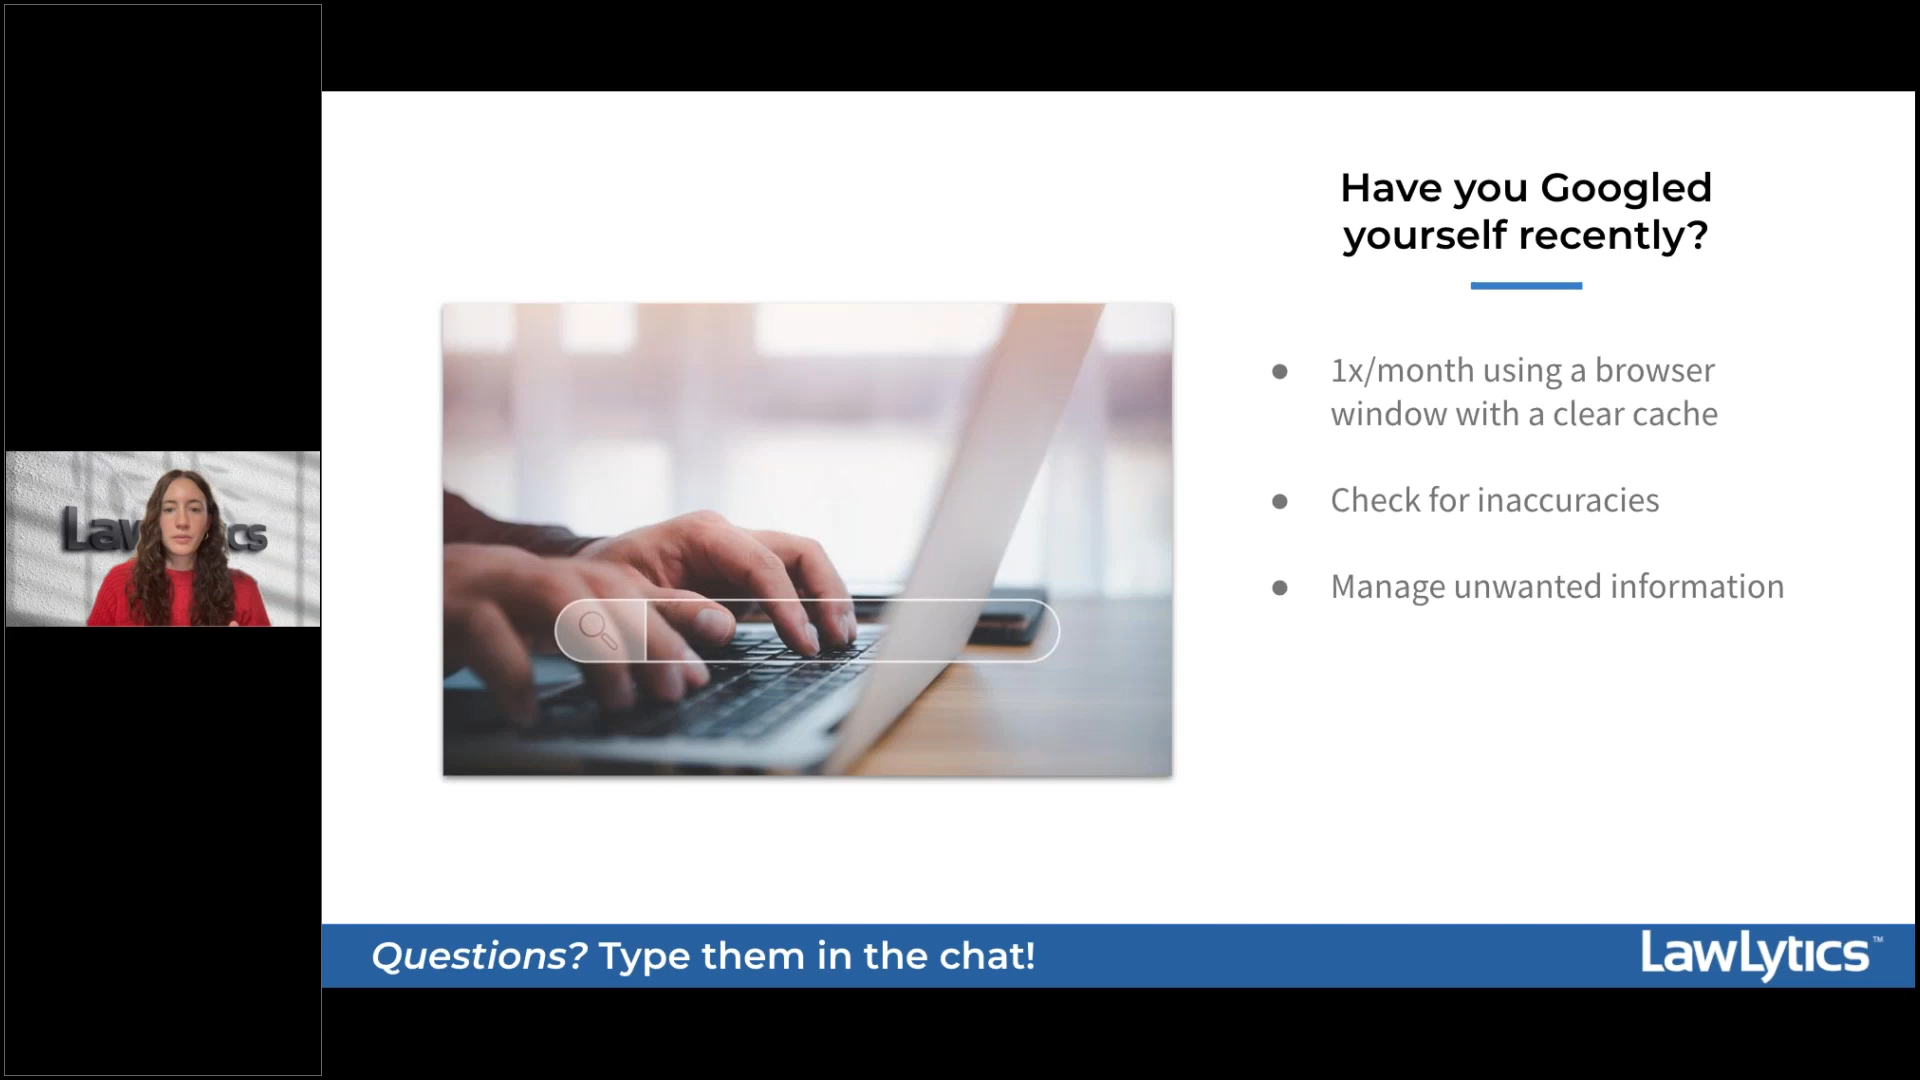 Have you Googled
yourself recently?
● 1x/month using a browser
window with a clear cache
● Check for inaccuracies
● Manage unwanted information
Questions? Type them in the chat!
LawLytics™